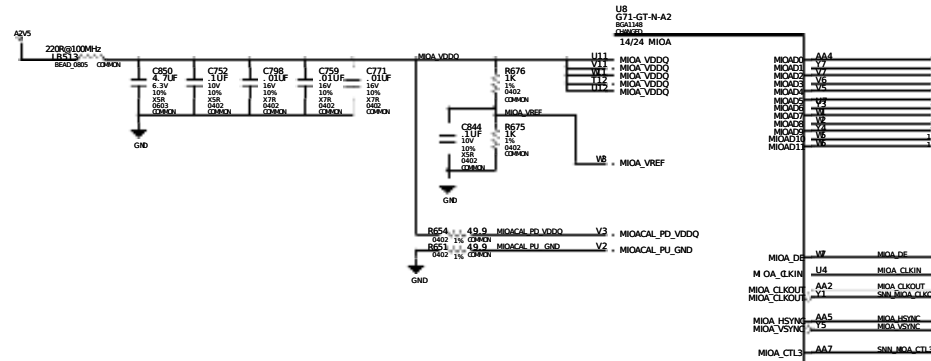 U8
G71-GT-N-A2
BGA1148
CHANGED
14/24 MIOA
A2V5
220R@100MHz
LB513
BEAD_0805 COMMON
C850
4.7UF
6.3V
10%
X5R
0603
COMMON
C752
.1UF
10V
10%
X5R
0402
COMMON
C798
.01UF
16V
10%
X7R
0402
COMMON
C759
.01UF
16V
10%
X7R
0402
COMMON
C771
.01UF
16V
10%
X7R
0402
COMMON
GND
MIOA_VDDQ
R676
1K
1%
0402
COMMON
MIOA_VREF
C844
.1UF
10V
10%
X5R
0402
COMMON
R675
1K
1%
0402
COMMON
GND
U11 MIOA_VDDQ
V11 MIOA_VDDQ
W11 MIOA_VDDQ
T12 MIOA_VDDQ
U12 MIOA_VDDQ
W8 MIOA_VREF
R654 49.9 MIOACAL_PD_VDDQ V3 MIOACAL_PD_VDDQ
0402 1% COMMON
R651 49.9 MIOACAL_PU_GND V2 MIOACAL_PU_GND
0402 1% COMMON
GND
MIOAD0 AA4
MIOAD1 Y7
MIOAD2 V7
MIOAD3 V6
MIOAD4 V5
MIOAD5
MIOAD6
MIOAD7
MIOAD8
MIOAD9 Y4
MIOAD10
MIOAD11
MIOA_DE W7 MIOA_DE
MIOA_CLKIN U4 MIOA_CLKIN
MIOA_CLKOUT AA2 MIOA_CLKOUT
MIOA_CLKOUT Y1 SNN_MIOA_CLKO
MIOA_HSYNC AA5 MIOA_HSYNC
MIOA_VSYNC Y5 MIOA_VSYNC
MIOA_CTL3 AA7 SNN_MIOA_CTL3